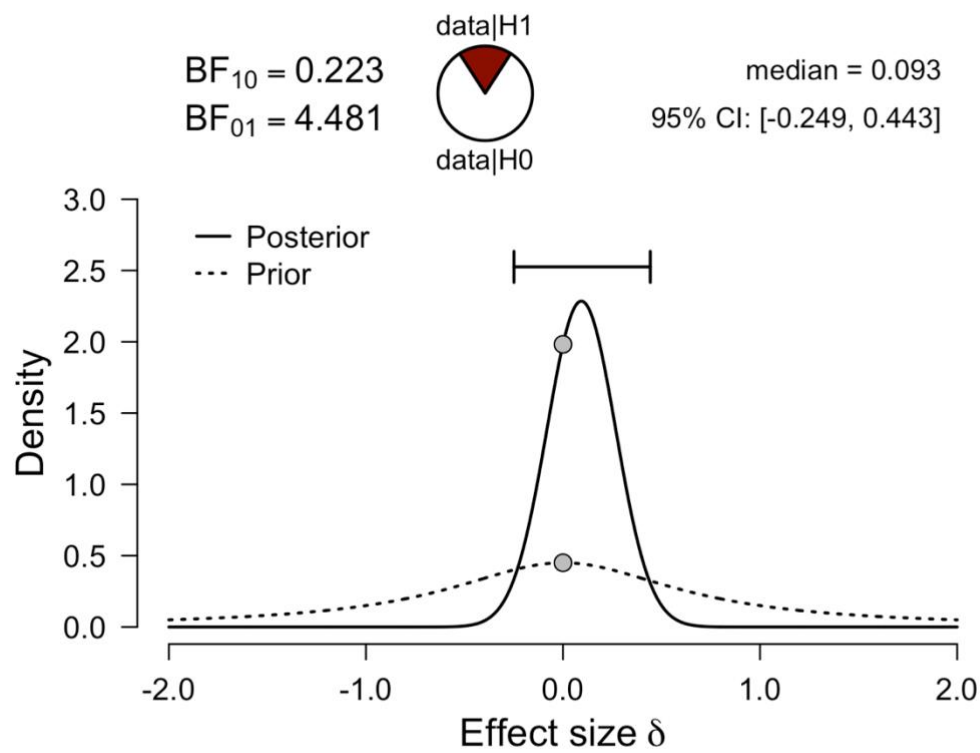 data|H1
BF₁₀ = 0.223
BF₀₁ = 4.481
median = 0.093
95% CI: [-0.249, 0.443]
data|H0
Posterior
Prior
Density
3.0
2.5
2.0
1.5
1.0
0.5
0.0
-2.0 -1.0 0.0 1.0 2.0
Effect size δ